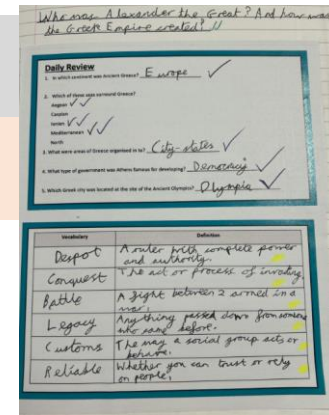 Who was Alexander the Great? And how was
the Greek Empire created?
Daily Review
1. In which continent was Ancient Greece? Europe
2. Which of these seas surround Greece?
Aegean
Caspian
Ionian
Mediterranean
North
3. What were areas of Greece organised in to? City-states
4. What type of government was Athens famous for developing? Democracy
5. Which Greek city was located at the site of the Ancient Olympics? Olympia
Vocabulary Definition
Despot A ruler with complete power
and authority.
Conquest The act or process of invading.
Battle A fight between 2 armed in a
war.
Legacy Anything passed down from someone
who came before.
Customs The way a social group acts or
behave.
Reliable Whether you can trust or rely
on people.